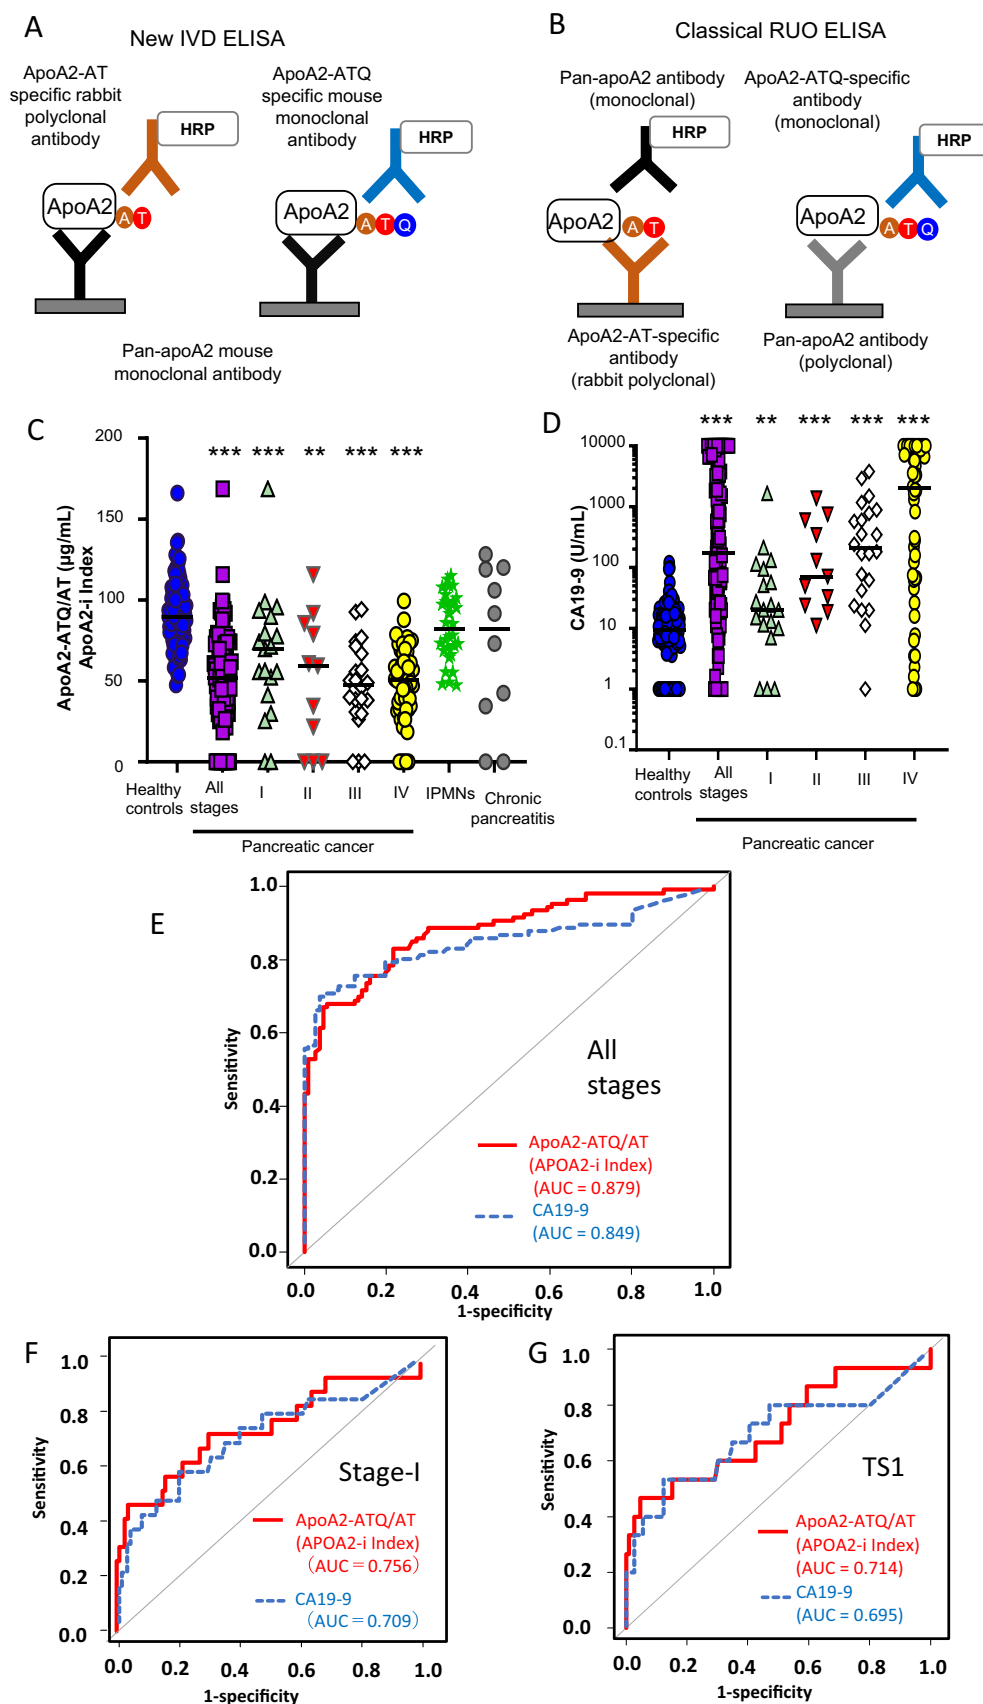 A
New IVD ELISA
ApoA2-AT
specific rabbit
polyclonal
antibody
HRP
ApoA2
A T
ApoA2-ATQ
specific mouse
monoclonal
antibody
HRP
ApoA2
A T Q
Pan-apoA2 mouse
monoclonal antibody
B
Classical RUO ELISA
Pan-apoA2 antibody
(monoclonal)
HRP
ApoA2
A T
ApoA2-AT-specific
antibody
(rabbit polyclonal)
ApoA2-ATQ-specific
antibody
(monoclonal)
HRP
ApoA2
A T Q
Pan-apoA2 antibody
(polyclonal)
C
ApoA2-ATQ/AT (μg/mL)
ApoA2-i Index
200
150
100
50
0
*** *** ** *** ***
Healthy
controls
All
stages
I
II
III
IV
IPMNs
Chronic
pancreatitis
Pancreatic cancer
D
CA19-9 (U/mL)
10000
1000
100
10
1
0.1
*** ** *** *** ***
Healthy
controls
All
stages
I
II
III
IV
Pancreatic cancer
E
Sensitivity
1.0
0.8
0.6
0.4
0.2
0.0
All
stages
ApoA2-ATQ/AT
(APOA2-i Index)
(AUC = 0.879)
CA19-9
(AUC = 0.849)
0.0 0.2 0.4 0.6 0.8 1.0
1-specificity
F
Sensitivity
1.0
0.8
0.6
0.4
0.2
0.0
Stage-I
ApoA2-ATQ/AT
(APOA2-i Index)
(AUC = 0.756)
CA19-9
(AUC = 0.709)
0.0 0.2 0.4 0.6 0.8 1.0
1-specificity
G
Sensitivity
1.0
0.8
0.6
0.4
0.2
0.0
TS1
ApoA2-ATQ/AT
(APOA2-i Index)
(AUC = 0.714)
CA19-9
(AUC = 0.695)
0.0 0.2 0.4 0.6 0.8 1.0
1-specificity